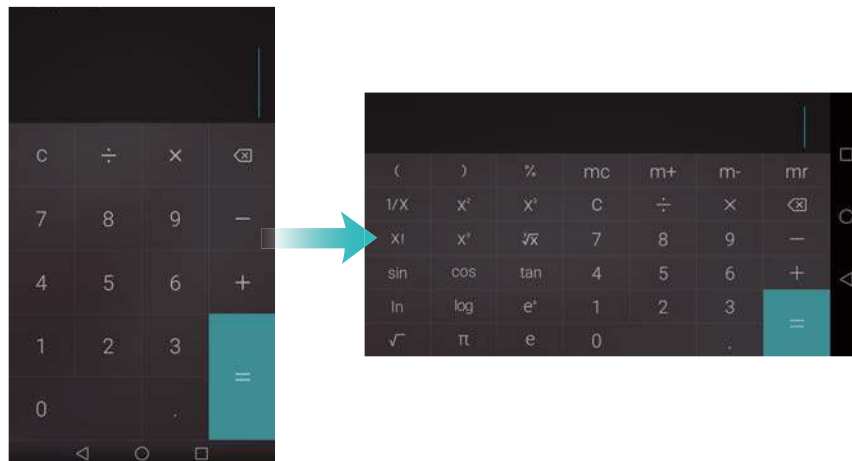 C ÷ ×
7 8 9 −
4 5 6 +
1 2 3
0 . =
( ) % mc m+ m- mr
1/X X² X³ C ÷ ×
X! Xʸ ʸ√X 7 8 9 −
sin cos tan 4 5 6 +
ln log eˣ 1 2 3
√ π e 0 . =